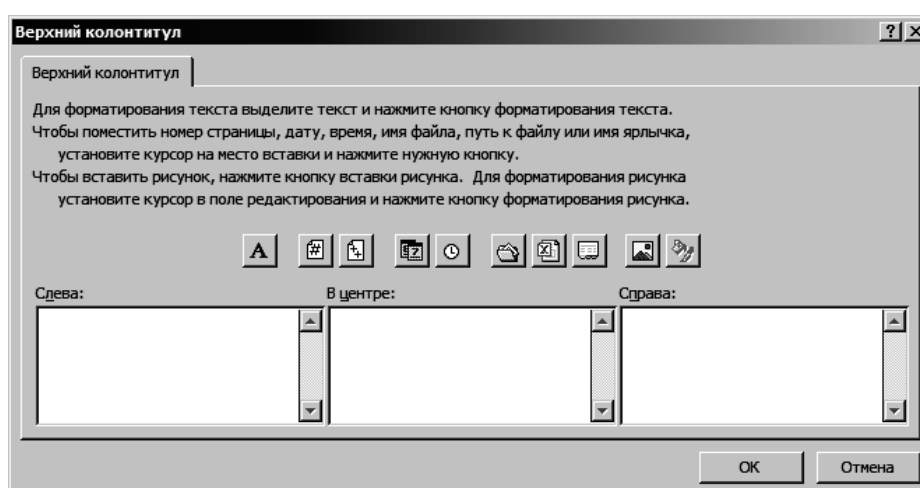 Верхний колонтитул
Верхний колонтитул
Для форматирования текста выделите текст и нажмите кнопку форматирования текста.
Чтобы поместить номер страницы, дату, время, имя файла, путь к файлу или имя ярлычка,
установите курсор на место вставки и нажмите нужную кнопку.
Чтобы вставить рисунок, нажмите кнопку вставки рисунка. Для форматирования рисунка
установите курсор в поле редактирования и нажмите кнопку форматирования рисунка.
Слева: В центре: Справа:
ОК Отмена